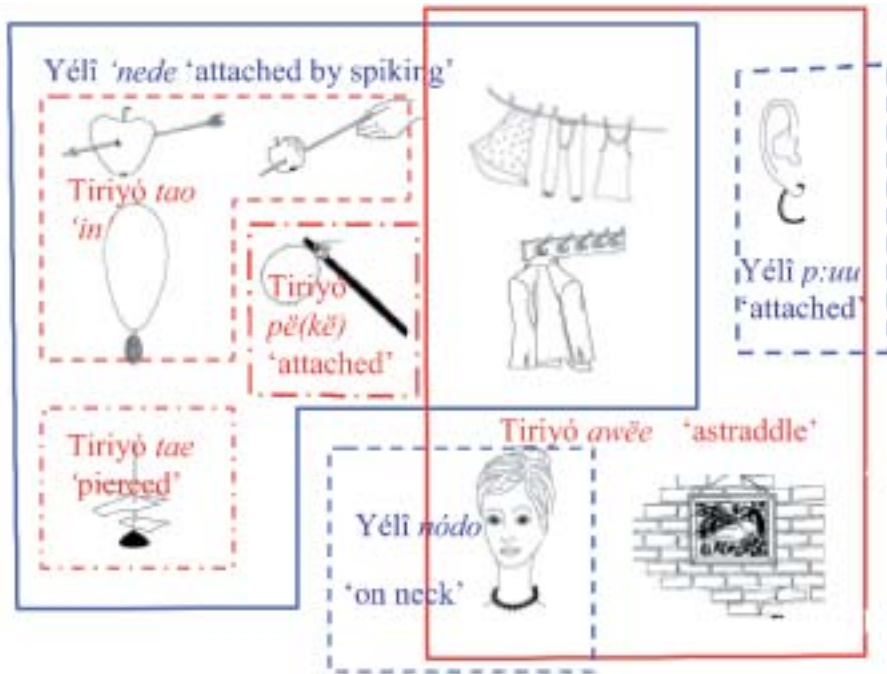 Yélî 'nede 'attached by spiking'
Tiriyó tao
'in'
Tiriyó
pë(kë)
'attached'
Yélî p:uu
'attached'
Tiriyó tae
'pierced'
Tiriyó awëe 'astraddle'
Yélî nódo
'on neck'